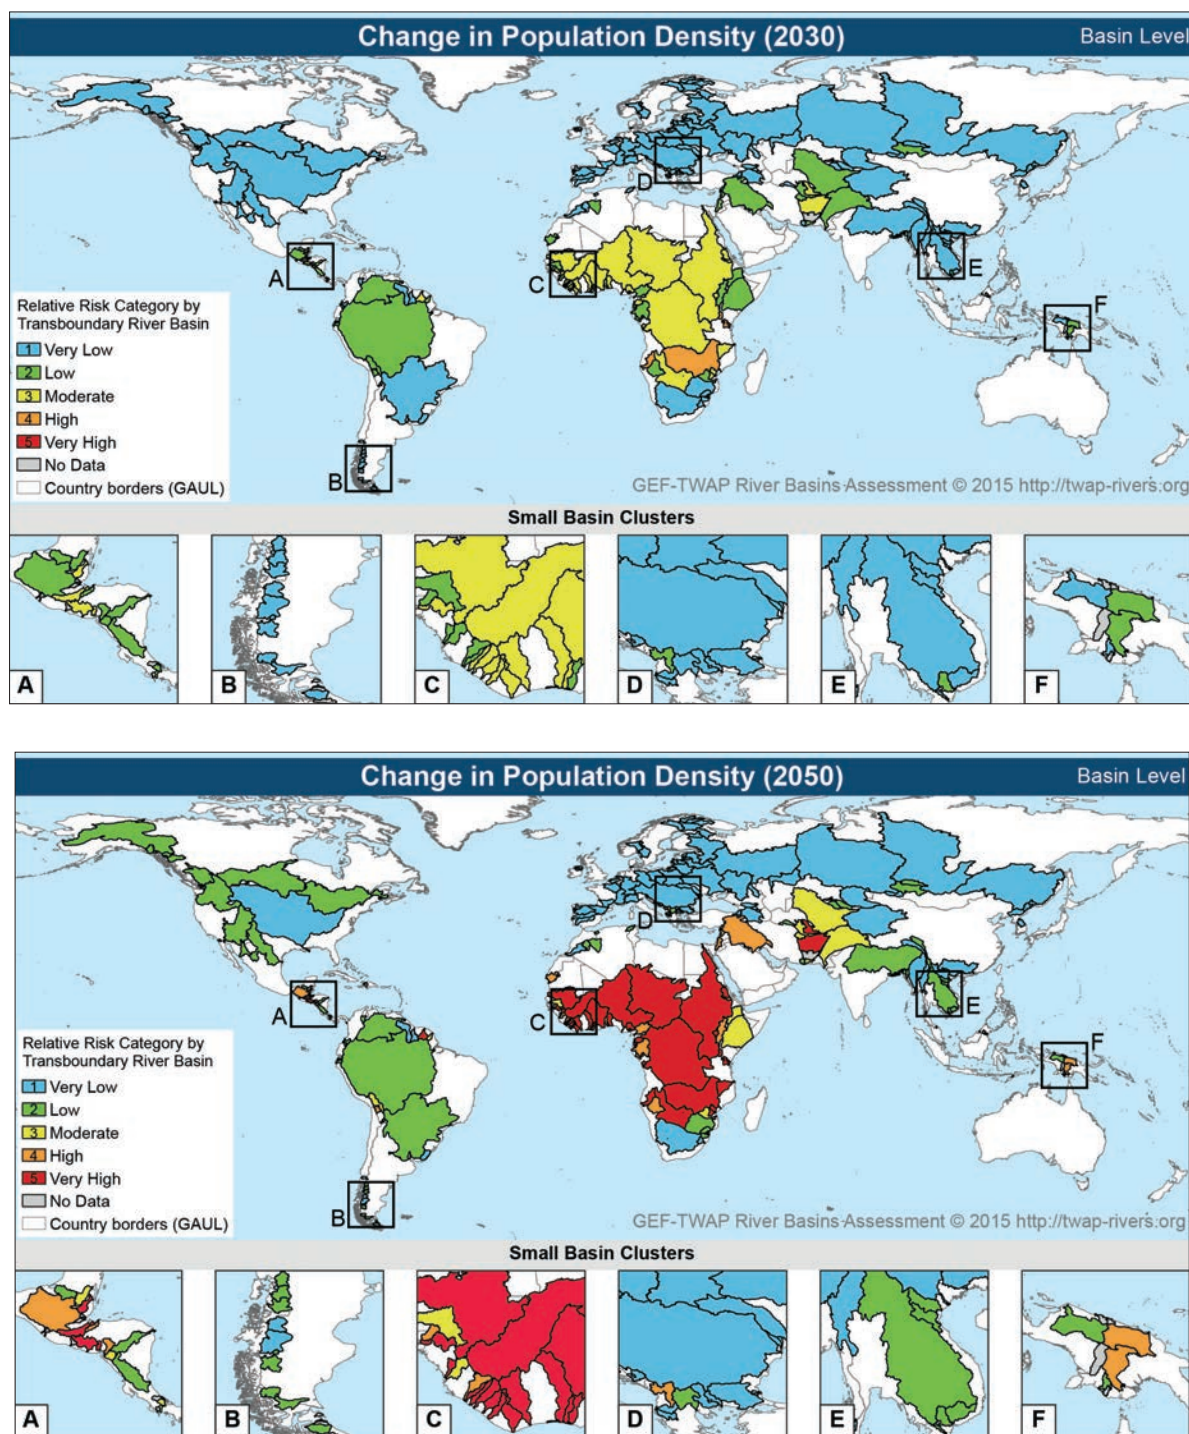 Change in Population Density (2030)
Basin Level
A
B
C
D
E
F
Relative Risk Category by
Transboundary River Basin
1 Very Low
2 Low
3 Moderate
4 High
5 Very High
No Data
Country borders (GAUL)
GEF-TWAP River Basins Assessment © 2015 http://twap-rivers.org
Small Basin Clusters
A
B
C
D
E
F
Change in Population Density (2050)
Basin Level
A
B
C
D
E
F
Relative Risk Category by
Transboundary River Basin
1 Very Low
2 Low
3 Moderate
4 High
5 Very High
No Data
Country borders (GAUL)
GEF-TWAP River Basins Assessment © 2015 http://twap-rivers.org
Small Basin Clusters
A
B
C
D
E
F